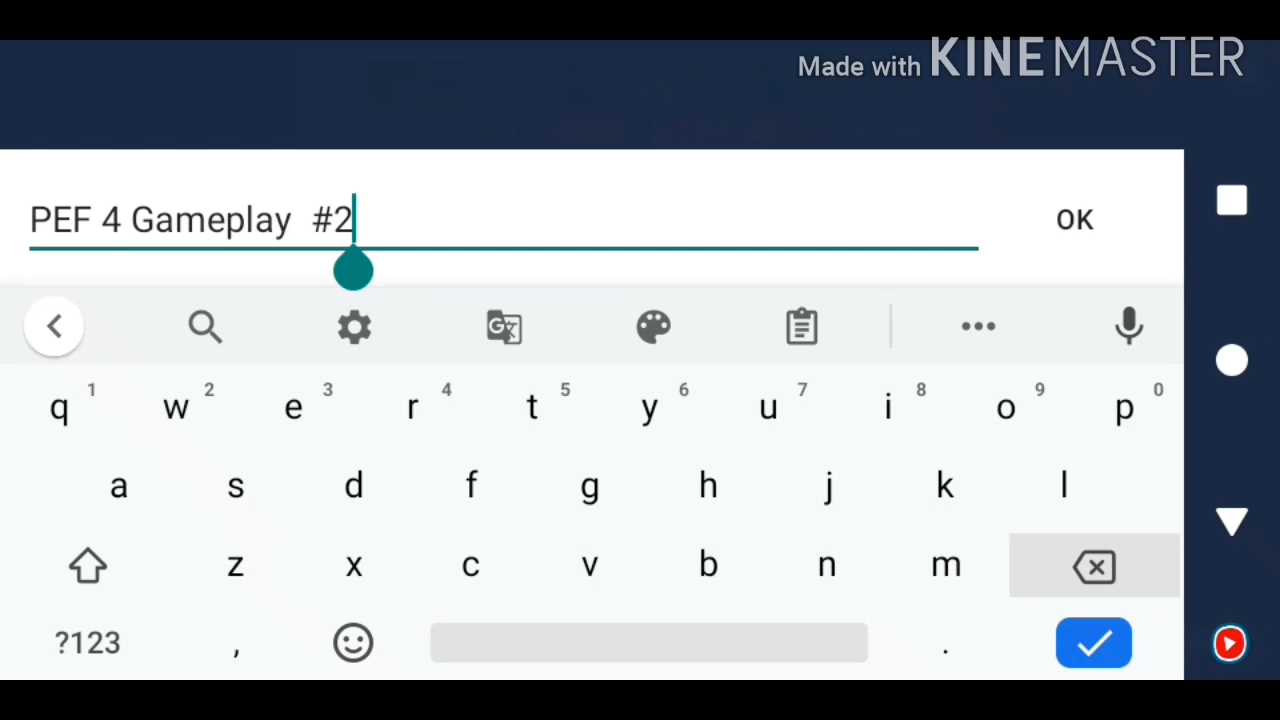 Made with KINEMASTER
PEF 4 Gameplay  #2
OK
q 1 w 2 e 3 r 4 t 5 y 6 u 7 i 8 o 9 p 0
a s d f g h j k l
z x c v b n m
?123 , .